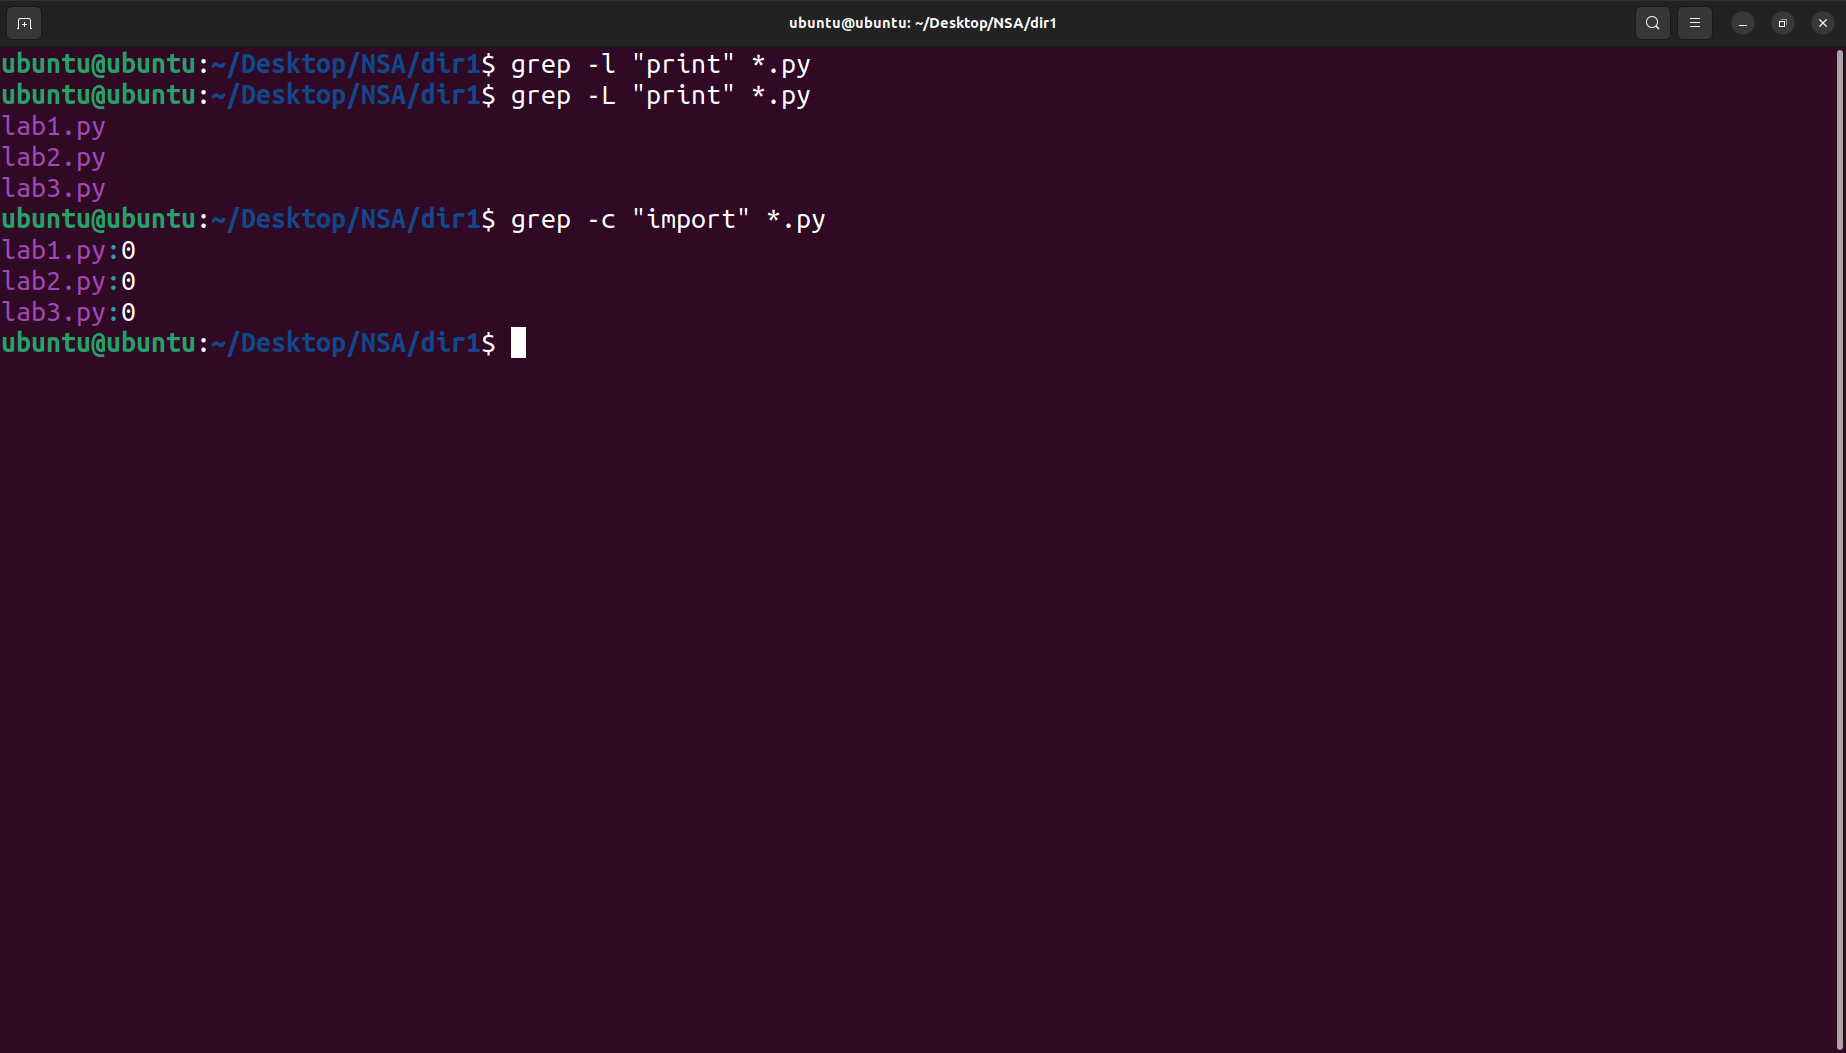 ubuntu@ubuntu: ~/Desktop/NSA/dir1
ubuntu@ubuntu:~/Desktop/NSA/dir1$ grep -l "print" *.py
ubuntu@ubuntu:~/Desktop/NSA/dir1$ grep -L "print" *.py
lab1.py
lab2.py
lab3.py
ubuntu@ubuntu:~/Desktop/NSA/dir1$ grep -c "import" *.py
lab1.py:0
lab2.py:0
lab3.py:0
ubuntu@ubuntu:~/Desktop/NSA/dir1$